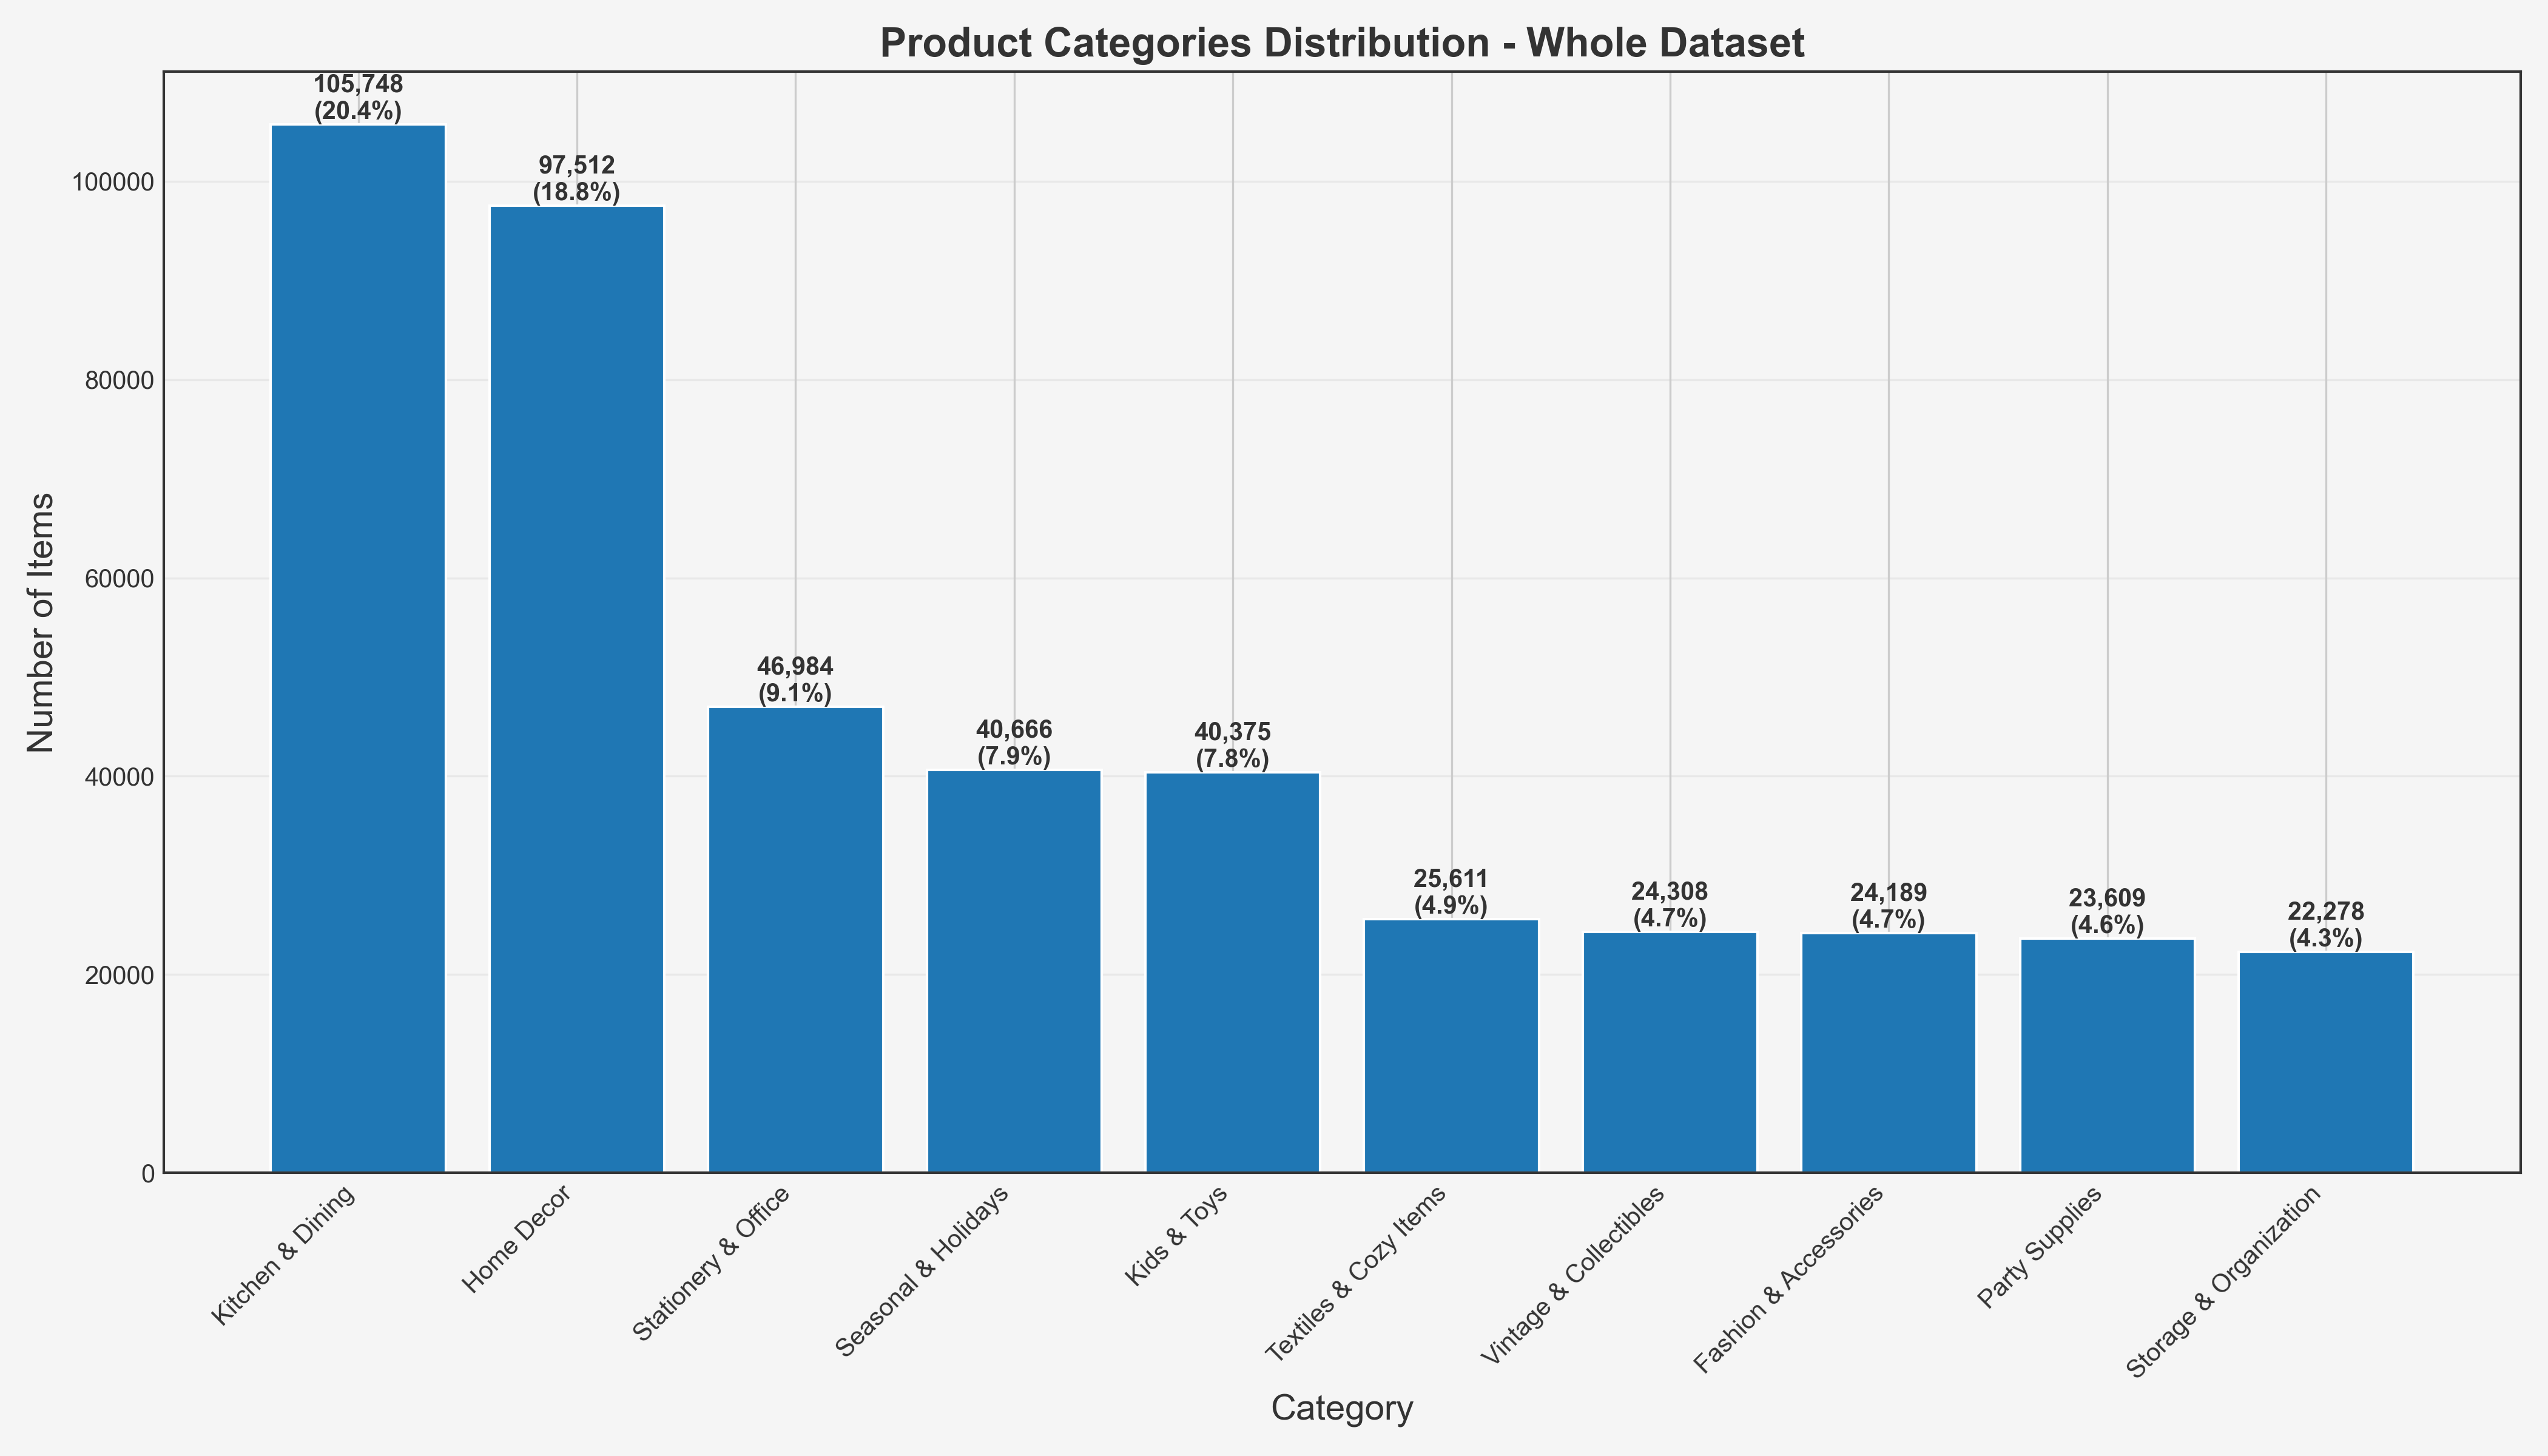 Product Categories Distribution - Whole Dataset
Number of Items
100000
80000
60000
40000
20000
0
105,748
(20.4%)
97,512
(18.8%)
46,984
(9.1%)
40,666
(7.9%)
40,375
(7.8%)
25,611
(4.9%)
24,308
(4.7%)
24,189
(4.7%)
23,609
(4.6%)
22,278
(4.3%)
Kitchen & Dining
Home Decor
Stationery & Office
Seasonal & Holidays
Kids & Toys
Textiles & Cozy Items
Vintage & Collectibles
Fashion & Accessories
Party Supplies
Storage & Organization
Category